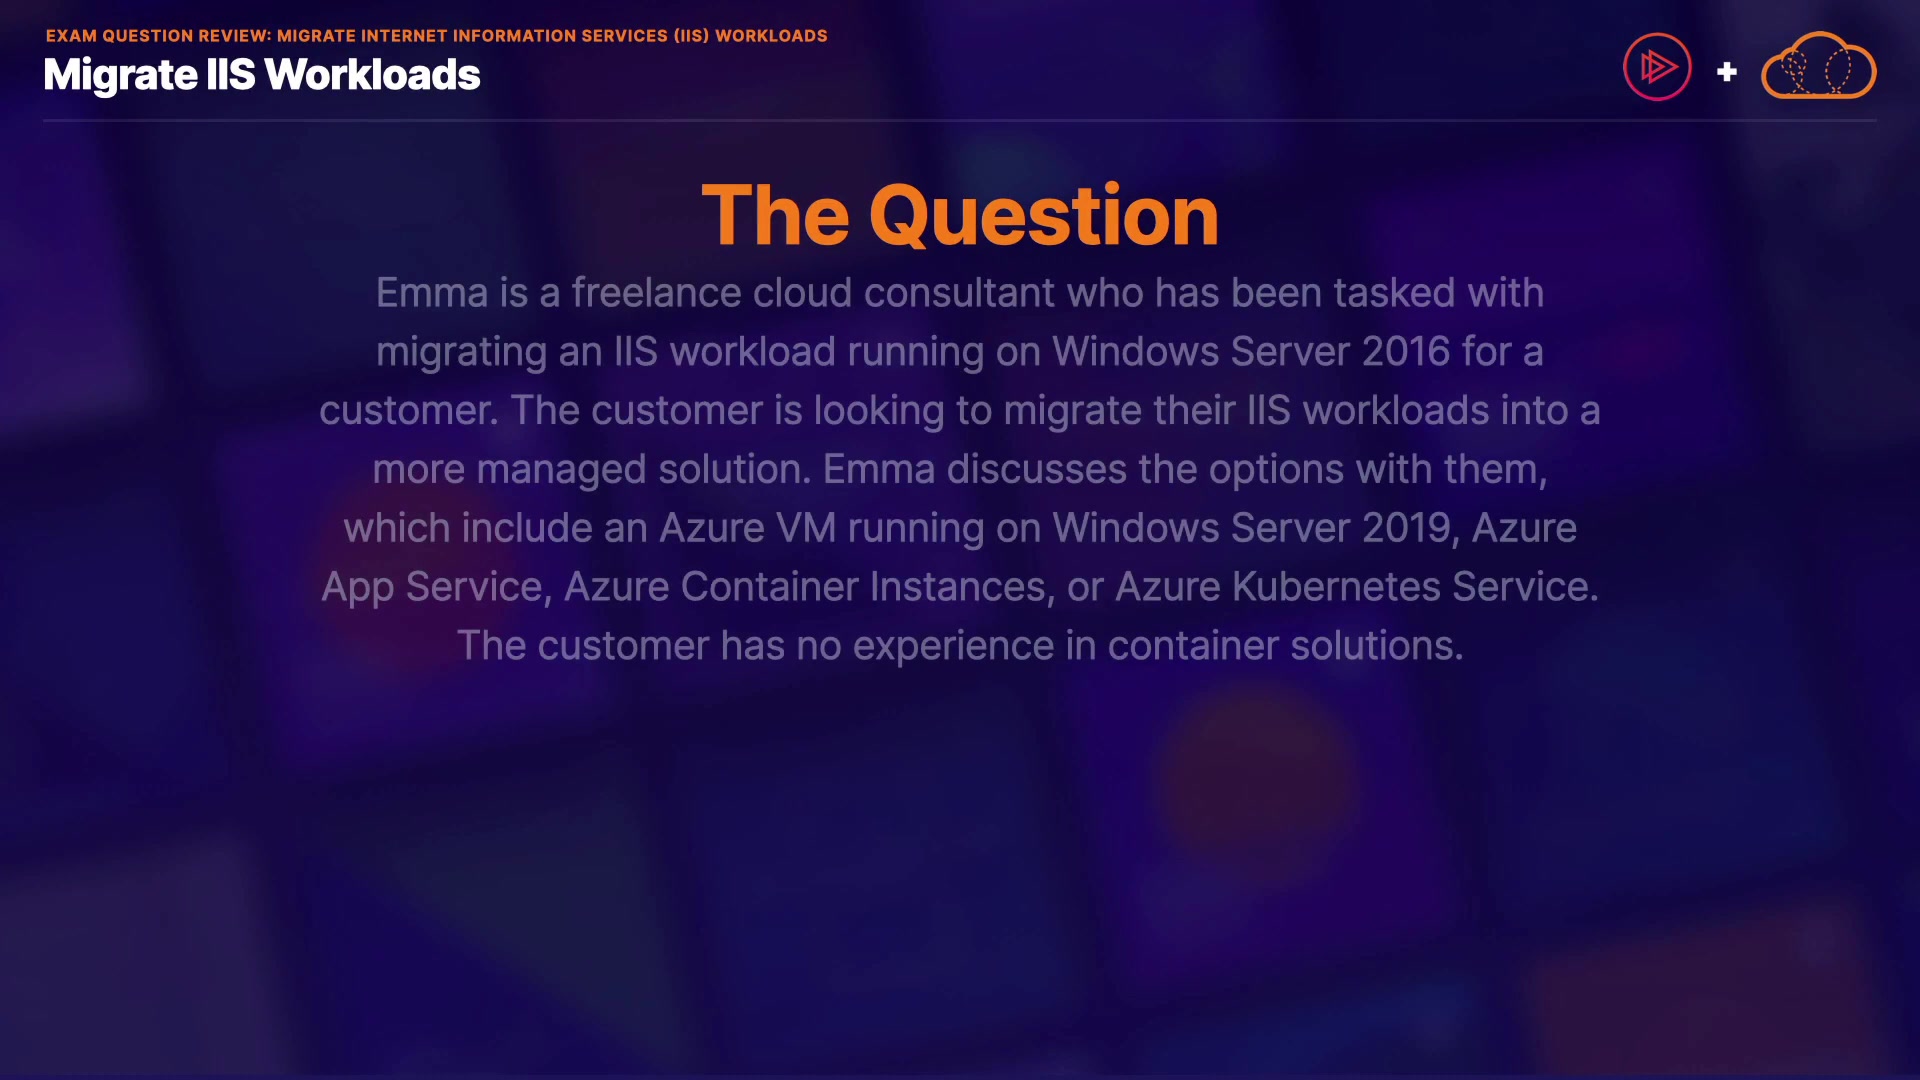 EXAM QUESTION REVIEW: MIGRATE INTERNET INFORMATION SERVICES (IIS) WORKLOADS
Migrate IIS Workloads
The Question
Emma is a freelance cloud consultant who has been tasked with
migrating an IIS workload running on Windows Server 2016 for a
customer. The customer is looking to migrate their IIS workloads into a
more managed solution. Emma discusses the options with them,
which include an Azure VM running on Windows Server 2019, Azure
App Service, Azure Container Instances, or Azure Kubernetes Service.
The customer has no experience in container solutions.